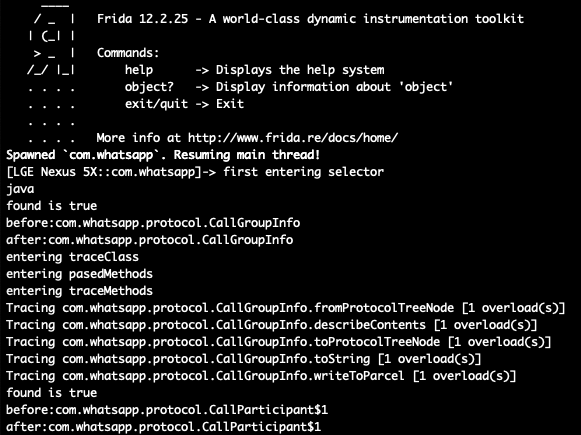 ____
/ _  |   Frida 12.2.25 - A world-class dynamic instrumentation toolkit
| (_| |
> _  |   Commands:
/_/ |_|       help      -> Displays the help system
. . . .       object?   -> Display information about 'object'
. . . .       exit/quit -> Exit
. . . .
. . . .   More info at http://www.frida.re/docs/home/
Spawned `com.whatsapp`. Resuming main thread!
[LGE Nexus 5X::com.whatsapp]-> first entering selector
java
found is true
before:com.whatsapp.protocol.CallGroupInfo
after:com.whatsapp.protocol.CallGroupInfo
entering traceClass
entering pasedMethods
entering traceMethods
Tracing com.whatsapp.protocol.CallGroupInfo.fromProtocolTreeNode [1 overload(s)]
Tracing com.whatsapp.protocol.CallGroupInfo.describeContents [1 overload(s)]
Tracing com.whatsapp.protocol.CallGroupInfo.toProtocolTreeNode [1 overload(s)]
Tracing com.whatsapp.protocol.CallGroupInfo.toString [1 overload(s)]
Tracing com.whatsapp.protocol.CallGroupInfo.writeToParcel [1 overload(s)]
found is true
before:com.whatsapp.protocol.CallParticipant$1
after:com.whatsapp.protocol.CallParticipant$1